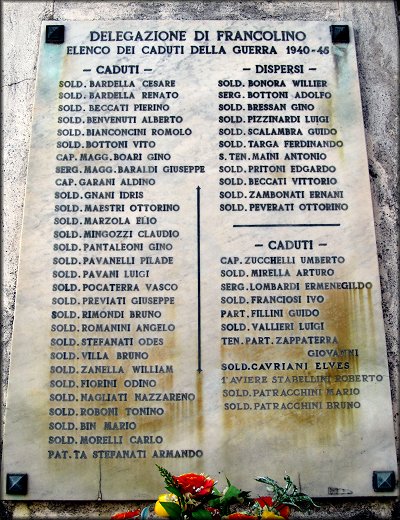 DELEGAZIONE DI FRANCOLINO
ELENCO DEI CADUTI DELLA GUERRA 1940-45
- CADUTI -
SOLD. BARDELLA CESARE
SOLD. BARDELLA RENATO
SOLD. BECCATI PIERINO
SOLD. BENVENUTI ALBERTO
SOLD. BIANCONCINI ROMOLO
SOLD. BOTTONI VITO
CAP. MAGG. BOARI GINO
SERG. MAGG. BARALDI GIUSEPPE
CAP. GARANI ALDINO
SOLD. GNANI IDRIS
SOLD. MAESTRI OTTORINO
SOLD. MARZOLA ELIO
SOLD. MINGOZZI CLAUDIO
SOLD. PANTALEONI GINO
SOLD. PAVANELLI PILADE
SOLD. PAVANI LUIGI
SOLD. POCATERRA VASCO
SOLD. PREVIATI GIUSEPPE
SOLD. RIMONDI BRUNO
SOLD. ROMANINI ANGELO
SOLD. STEFANATI ODES
SOLD. VILLA BRUNO
SOLD. ZANELLA WILLIAM
SOLD. FIORINI ODINO
SOLD. NAGLIATI NAZZARENO
SOLD. ROBONI TONINO
SOLD. BIN MARIO
SOLD. MORELLI CARLO
PAT. TA STEFANATI ARMANDO
- DISPERSI -
SOLD. BONORA WILLIER
SERG. BOTTONI ADOLFO
SOLD. BRESSAN GINO
SOLD. PIZZINARDI LUIGI
SOLD. SCALAMBRA GUIDO
SOLD. TARGA FERDINANDO
S. TEN. MAINI ANTONIO
SOLD. PRITONI EDGARDO
SOLD. BECCATI VITTORIO
SOLD. ZAMBONATI ERNANI
SOLD. PEVERATI OTTORINO
- CADUTI -
CAP. ZUCCHELLI UMBERTO
SOLD. MIRELLA ARTURO
SERG. LOMBARDI ERMENEGILDO
SOLD. FRANCIOSI IVO
PART. FILLINI GUIDO
SOLD. VALLIERI LUIGI
TEN. PART. ZAPPATERRA
GIOVANNI
SOLD. CAVRIANI ELVES
1°AVIERE STABELLINI ROBERTO
SOLD. PATRACCHINI MARIO
SOLD. PATRACCHINI BRUNO